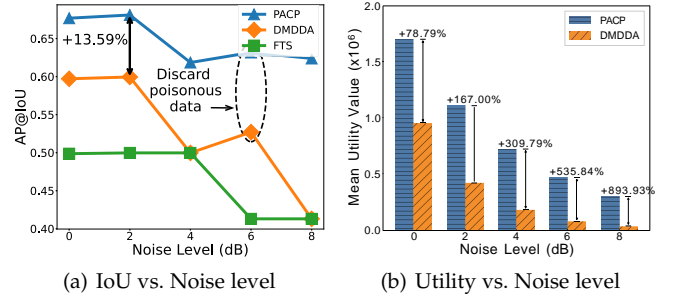 PACP
DMDDA
FTS
+13.59%
Discard
poisonous
data
AP@IoU
0.65
0.60
0.55
0.50
0.45
0.40
0 2 4 6 8
Noise Level (dB)
(a) IoU vs. Noise level
PACP
DMDDA
+78.79%
+167.00%
+309.79%
+535.84%
+893.93%
Mean Utility Value (x10⁶)
2.0
1.5
1.0
0.5
0.0
0 2 4 6 8
Noise Level (dB)
(b) Utility vs. Noise level